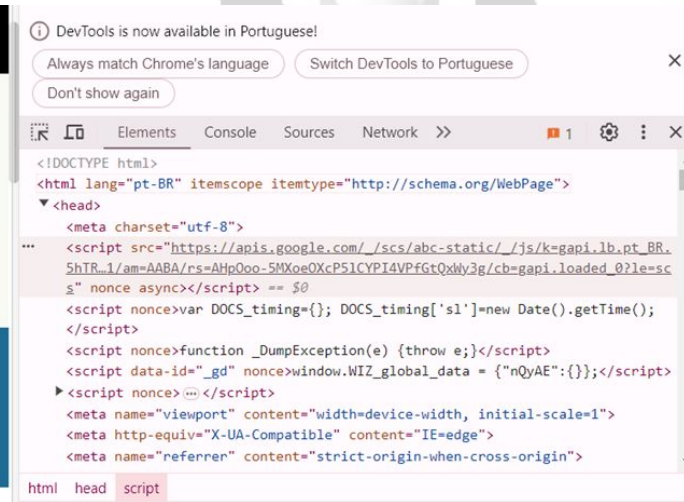 DevTools is now available in Portuguese!
Always match Chrome's language
Switch DevTools to Portuguese
Don't show again
Elements
Console
Sources
Network
1
<!DOCTYPE html>
<html lang="pt-BR" itemscope itemtype="http://schema.org/WebPage">
<head>
<meta charset="utf-8">
<script src="https://apis.google.com/_/scs/abc-static/_/js/k=gapi.lb.pt_BR.
5hTR…1/am=AABA/rs=AHpOoo-5MXoeOXcP5lCYPI4VPfGtQxWy3g/cb=gapi.loaded_0?le=sc
s" nonce async></script> == $0
<script nonce>var DOCS_timing={}; DOCS_timing['sl']=new Date().getTime();
</script>
<script nonce>function _DumpException(e) {throw e;}</script>
<script data-id="_gd" nonce>window.WIZ_global_data = {"nQyAE":{}};</script>
<script nonce>…</script>
<meta name="viewport" content="width=device-width, initial-scale=1">
<meta http-equiv="X-UA-Compatible" content="IE=edge">
<meta name="referrer" content="strict-origin-when-cross-origin">
html head script